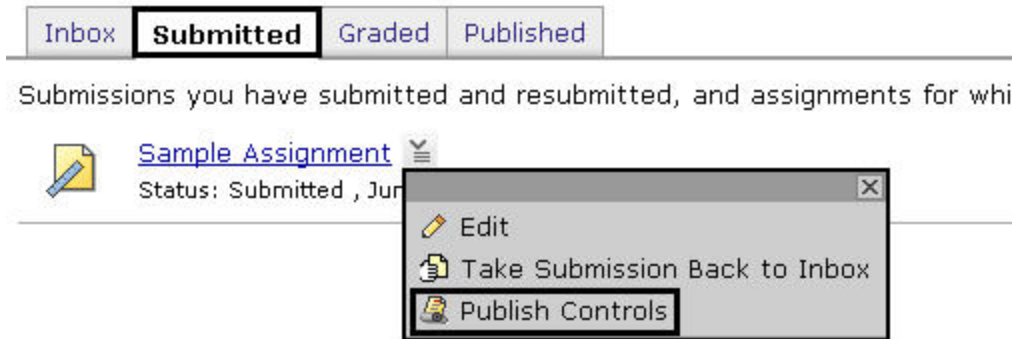 Inbox Submitted Graded Published
Submissions you have submitted and resubmitted, and assignments for whi
Sample Assignment
Status: Submitted , Jun
Edit
Take Submission Back to Inbox
Publish Controls